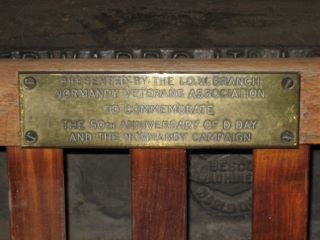 PRESENTED BY THE I.O.W. BRANCH
NORMANDY VETERANS ASSOCIATION
TO COMMEMORATE
THE 50TH ANNIVERSARY OF D DAY
AND THE NORMANDY CAMPAIGN